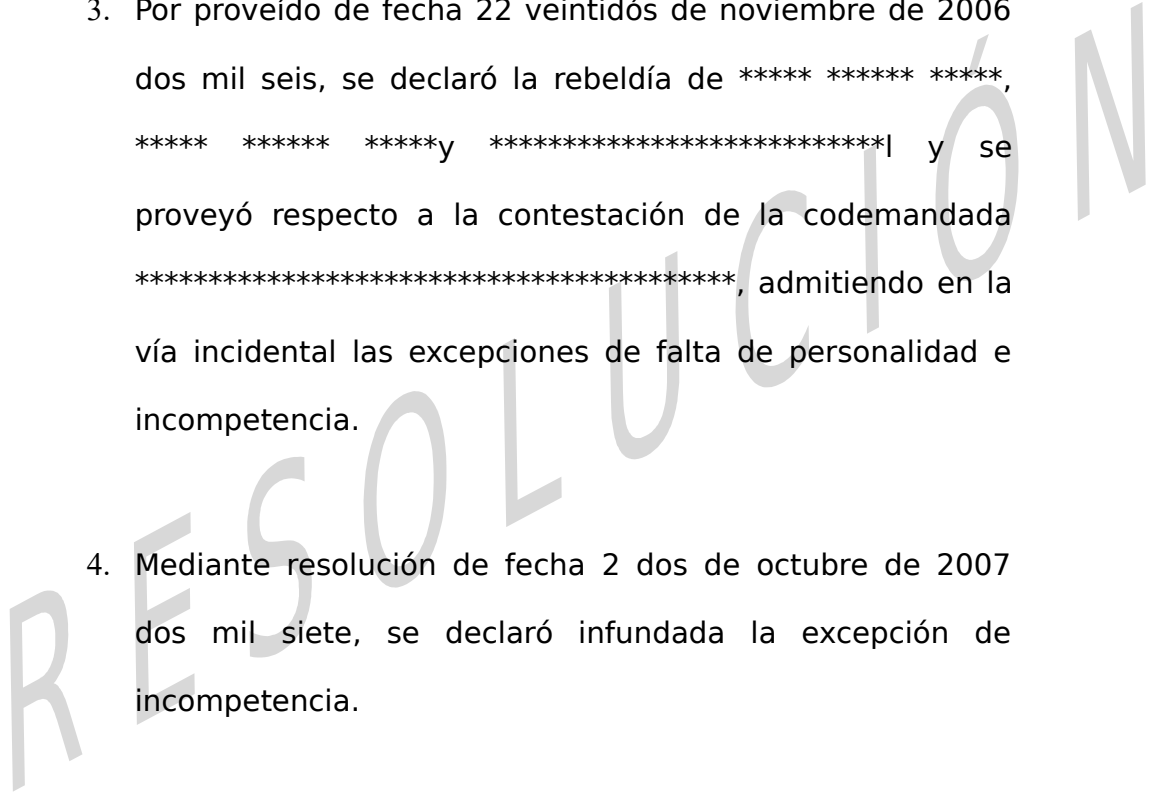 3. Por proveído de fecha 22 veintidós de noviembre de 2006
dos mil seis, se declaró la rebeldía de ***** ****** *****,
***** ****** *****y ***************************l y se
proveyó respecto a la contestación de la codemandada
*****************************************, admitiendo en la
vía incidental las excepciones de falta de personalidad e
incompetencia.
4. Mediante resolución de fecha 2 dos de octubre de 2007
dos mil siete, se declaró infundada la excepción de
incompetencia.
RESOLUCIÓN